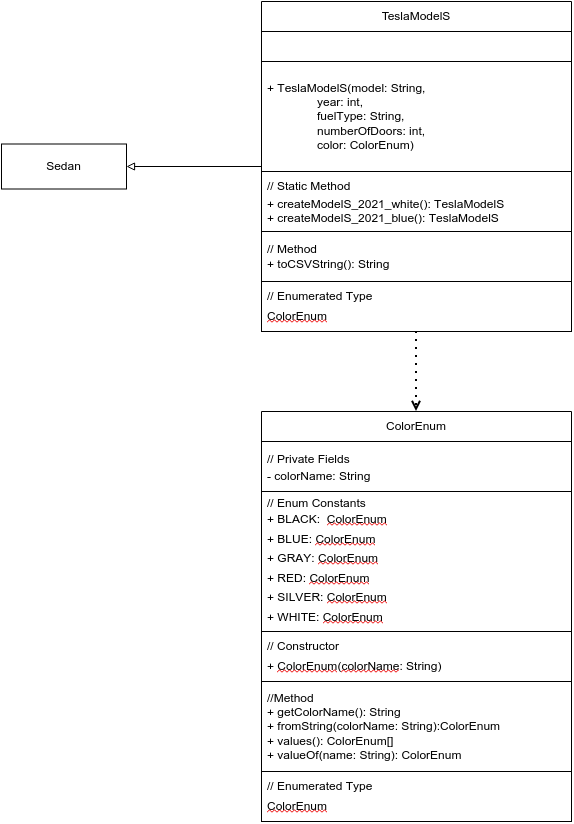 TeslaModelS
+ TeslaModelS(model: String,
year: int,
fuelType: String,
numberOfDoors: int,
color: ColorEnum)
Sedan
// Static Method
+ createModelS_2021_white(): TeslaModelS
+ createModelS_2021_blue(): TeslaModelS
// Method
+ toCSVString(): String
// Enumerated Type
ColorEnum
ColorEnum
// Private Fields
- colorName: String
// Enum Constants
+ BLACK:  ColorEnum
+ BLUE: ColorEnum
+ GRAY: ColorEnum
+ RED: ColorEnum
+ SILVER: ColorEnum
+ WHITE: ColorEnum
// Constructor
+ ColorEnum(colorName: String)
//Method
+ getColorName(): String
+ fromString(colorName: String):ColorEnum
+ values(): ColorEnum[]
+ valueOf(name: String): ColorEnum
// Enumerated Type
ColorEnum